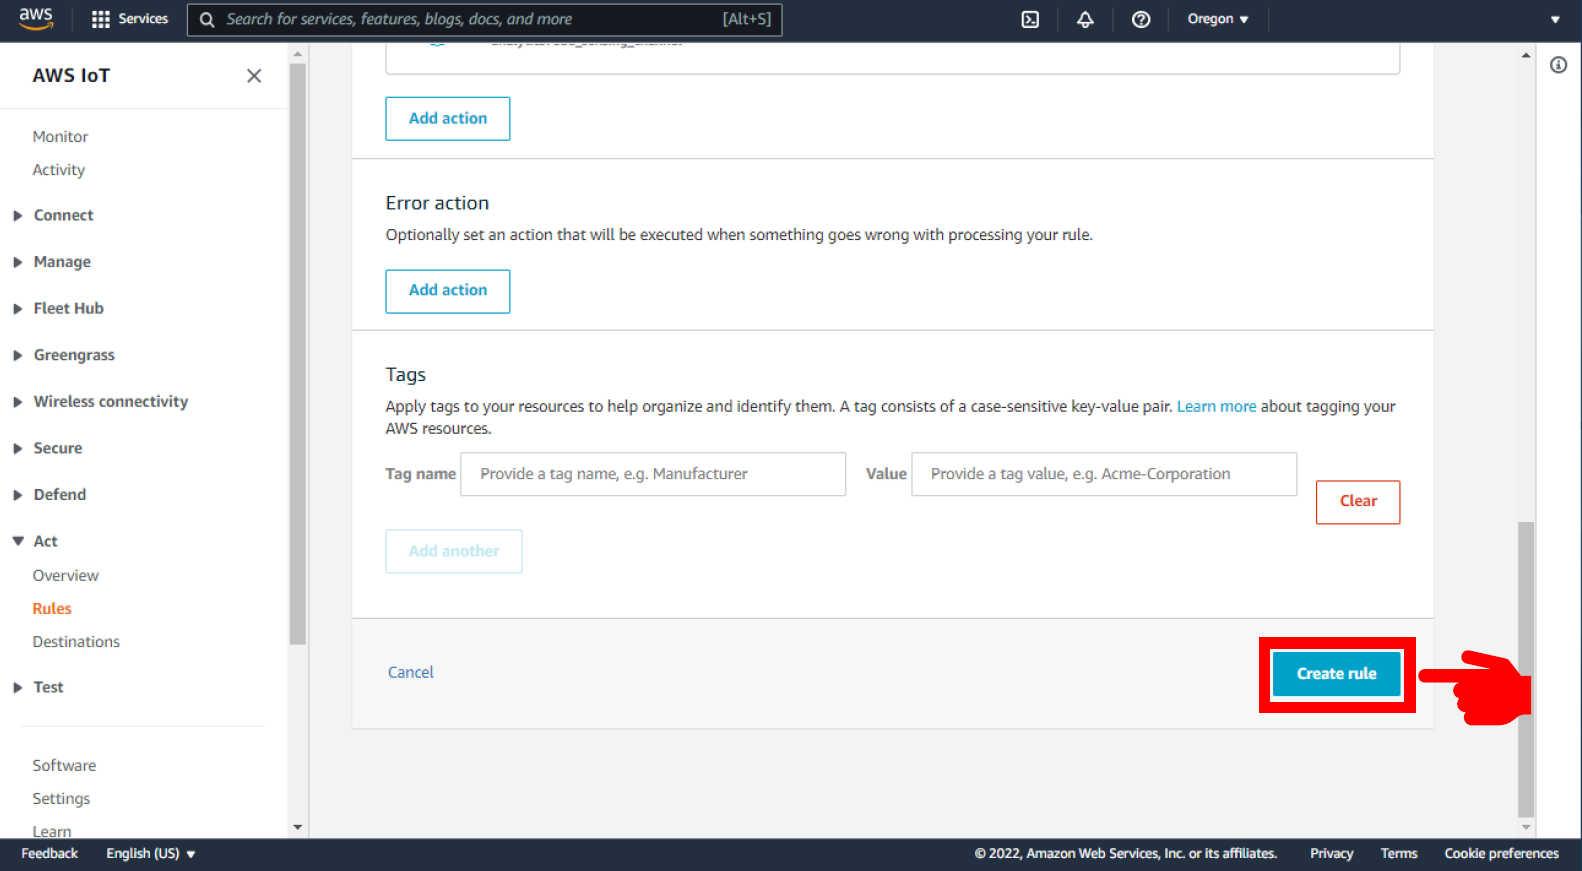 aws
Services
Search for services, features, blogs, docs, and more
[Alt+S]
Oregon
AWS IoT
Monitor
Activity
Connect
Manage
Fleet Hub
Greengrass
Wireless connectivity
Secure
Defend
Act
Overview
Rules
Destinations
Test
Software
Settings
Learn
Add action
Error action
Optionally set an action that will be executed when something goes wrong with processing your rule.
Add action
Tags
Apply tags to your resources to help organize and identify them. A tag consists of a case-sensitive key-value pair. Learn more about tagging your
AWS resources.
Tag name Provide a tag name, e.g. Manufacturer Value Provide a tag value, e.g. Acme-Corporation
Clear
Add another
Cancel
Create rule
Feedback English (US) © 2022, Amazon Web Services, Inc. or its affiliates. Privacy Terms Cookie preferences